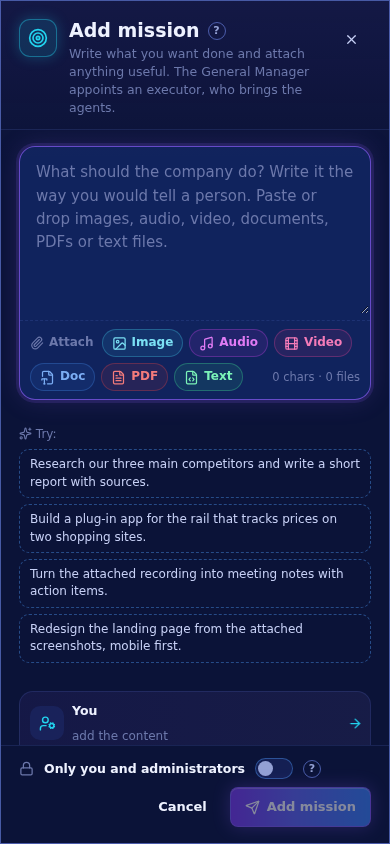 Add mission ?
Write what you want done and attach
anything useful. The General Manager
appoints an executor, who brings the
agents.
What should the company do? Write it the
way you would tell a person. Paste or
drop images, audio, video, documents,
PDFs or text files.
Attach Image Audio Video
Doc PDF Text 0 chars · 0 files
Try:
Research our three main competitors and write a short
report with sources.
Build a plug-in app for the rail that tracks prices on
two shopping sites.
Turn the attached recording into meeting notes with
action items.
Redesign the landing page from the attached
screenshots, mobile first.
You
add the content
Only you and administrators ?
Cancel Add mission